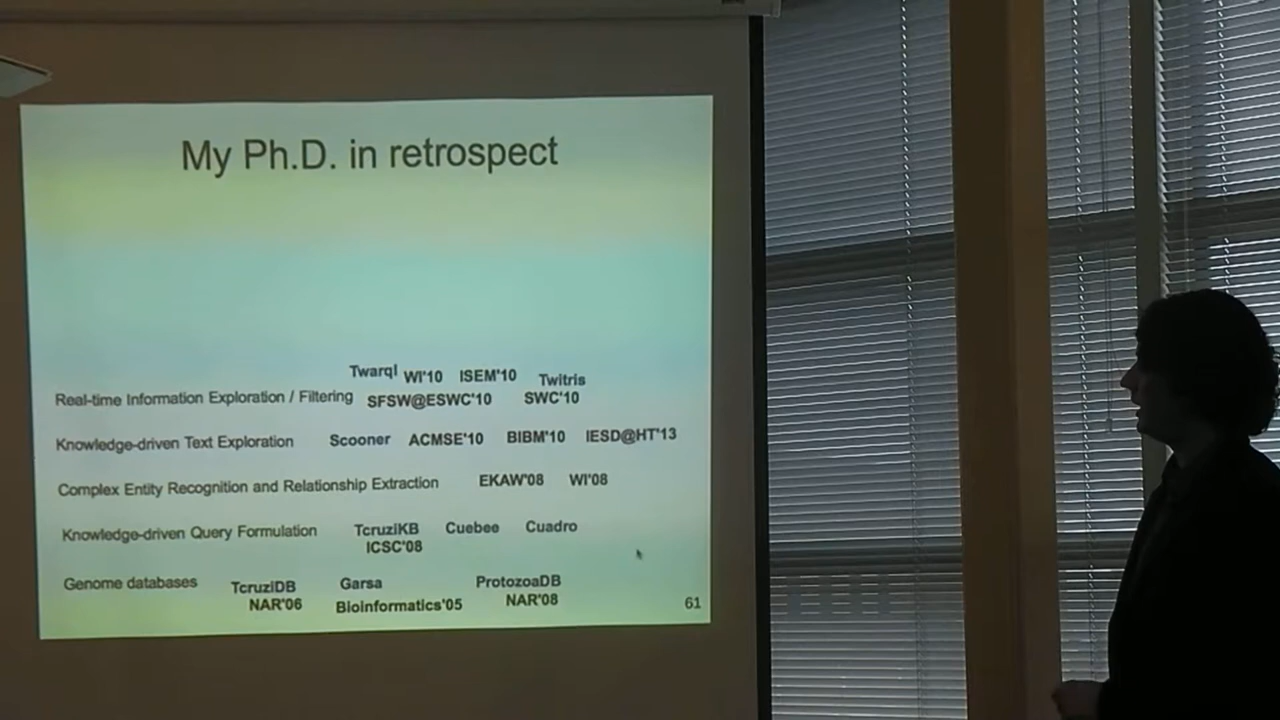 My Ph.D. in retrospect
Twarql WI'10 ISEM'10 Twitris
Real-time Information Exploration / Filtering SFSW@ESWC'10 SWC'10
Knowledge-driven Text Exploration Scooner ACMSE'10 BIBM'10 IESD@HT'13
Complex Entity Recognition and Relationship Extraction EKAW'08 WI'08
Knowledge-driven Query Formulation TcruziKB Cuebee Cuadro
ICSC'08
Genome databases TcruziDB Garsa ProtozoaDB
NAR'06 Bioinformatics'05 NAR'08
61